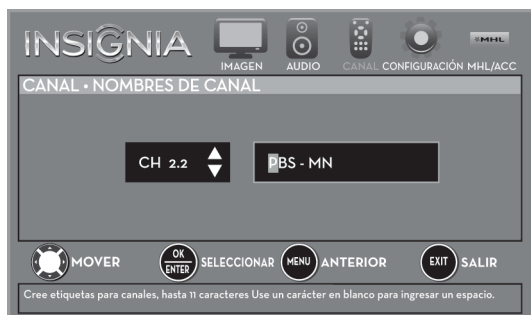 INSIGNIA
IMAGEN AUDIO CANAL CONFIGURACIÓN MHL/ACC
MHL
CANAL • NOMBRES DE CANAL
CH 2.2 PBS - MN
MOVER OK ENTER SELECCIONAR MENU ANTERIOR EXIT SALIR
Cree etiquetas para canales, hasta 11 caracteres Use un carácter en blanco para ingresar un espacio.